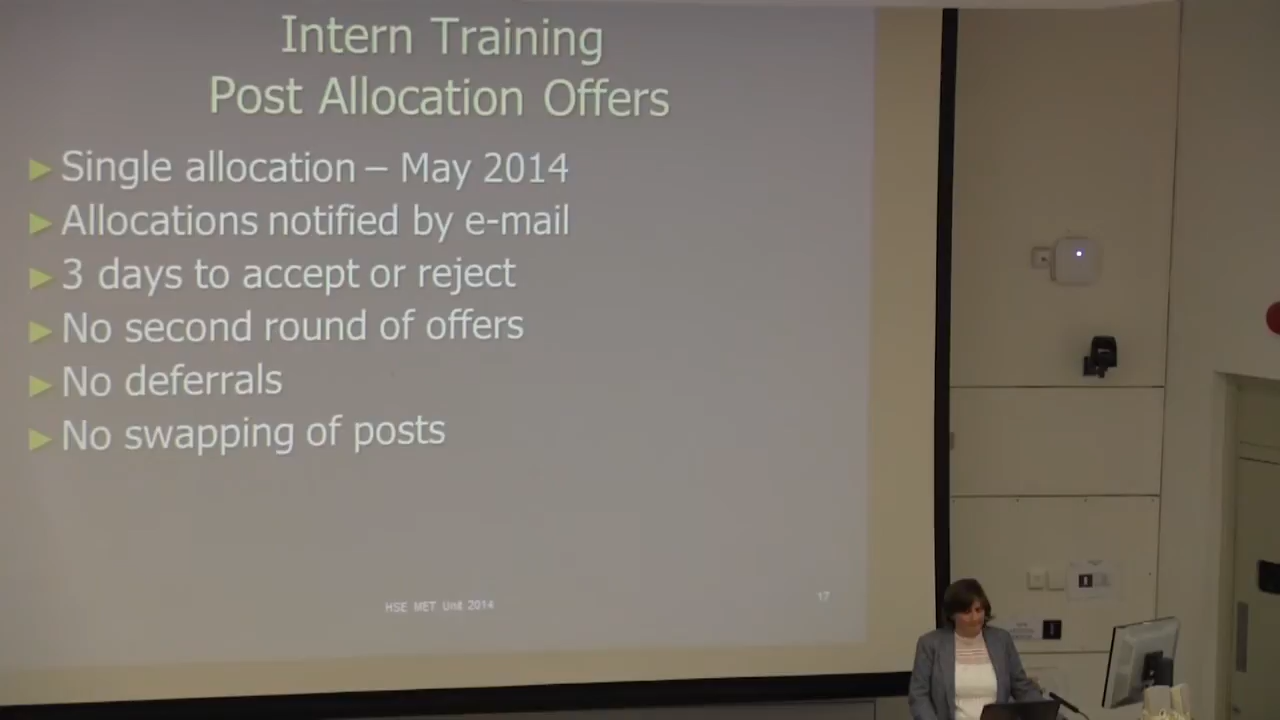 Intern Training
Post Allocation Offers
► Single allocation – May 2014
► Allocations notified by e-mail
► 3 days to accept or reject
► No second round of offers
► No deferrals
► No swapping of posts
HSE MET Unit 2014
17